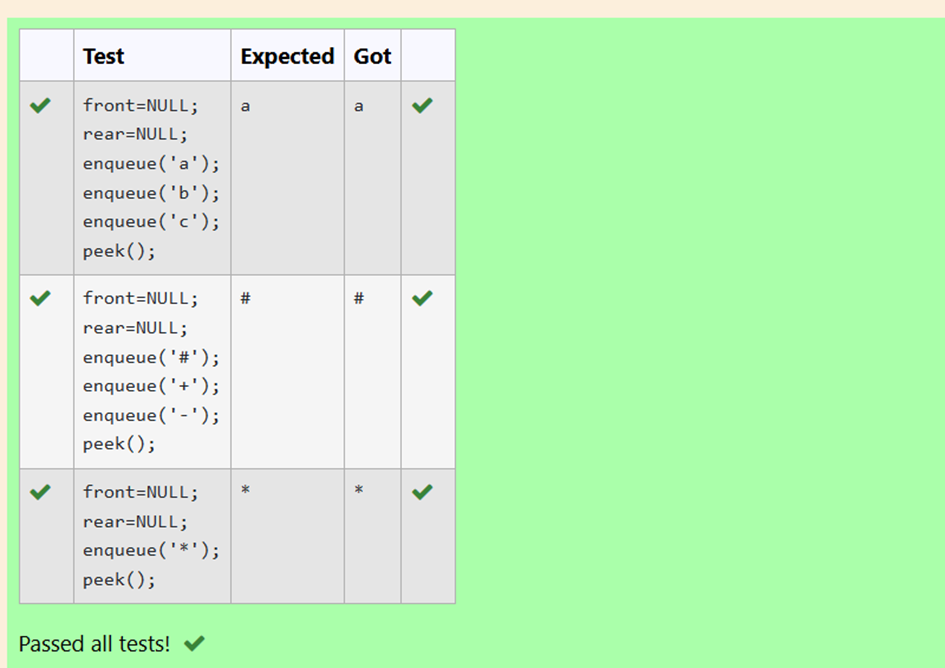 Test Expected Got
front=NULL; a a
rear=NULL;
enqueue('a');
enqueue('b');
enqueue('c');
peek();
front=NULL; # #
rear=NULL;
enqueue('#');
enqueue('+');
enqueue('-');
peek();
front=NULL; * *
rear=NULL;
enqueue('*');
peek();
Passed all tests!